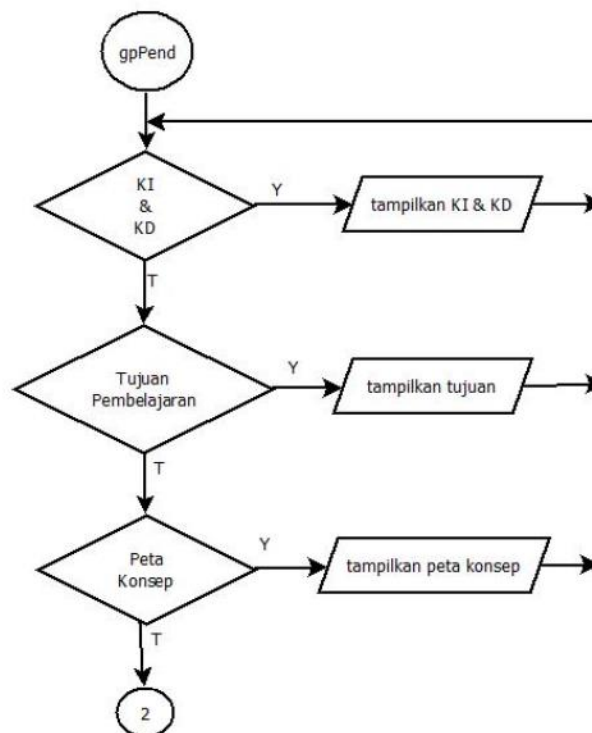 gpPend
KI
&
KD
Y
tampilkan KI & KD
T
Tujuan
Pembelajaran
Y
tampilkan tujuan
T
Peta
Konsep
Y
tampilkan peta konsep
T
2